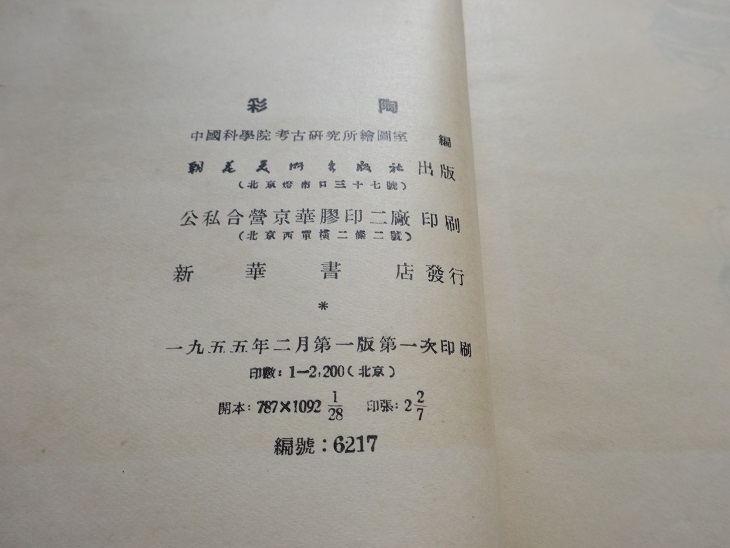 彩 陶
中國科學院考古研究所繪圖室 編
朝花美術出版社 出版
(北京燈市口三十七號)
公私合營京華膠印二廠 印刷
(北京西單橫二條二號)
新華書店 發行
*
一九五五年二月第一版第一次印刷
印數：1—2,200(北京)
開本：787×1092 1/28 印張：2 2/7
編號：6217